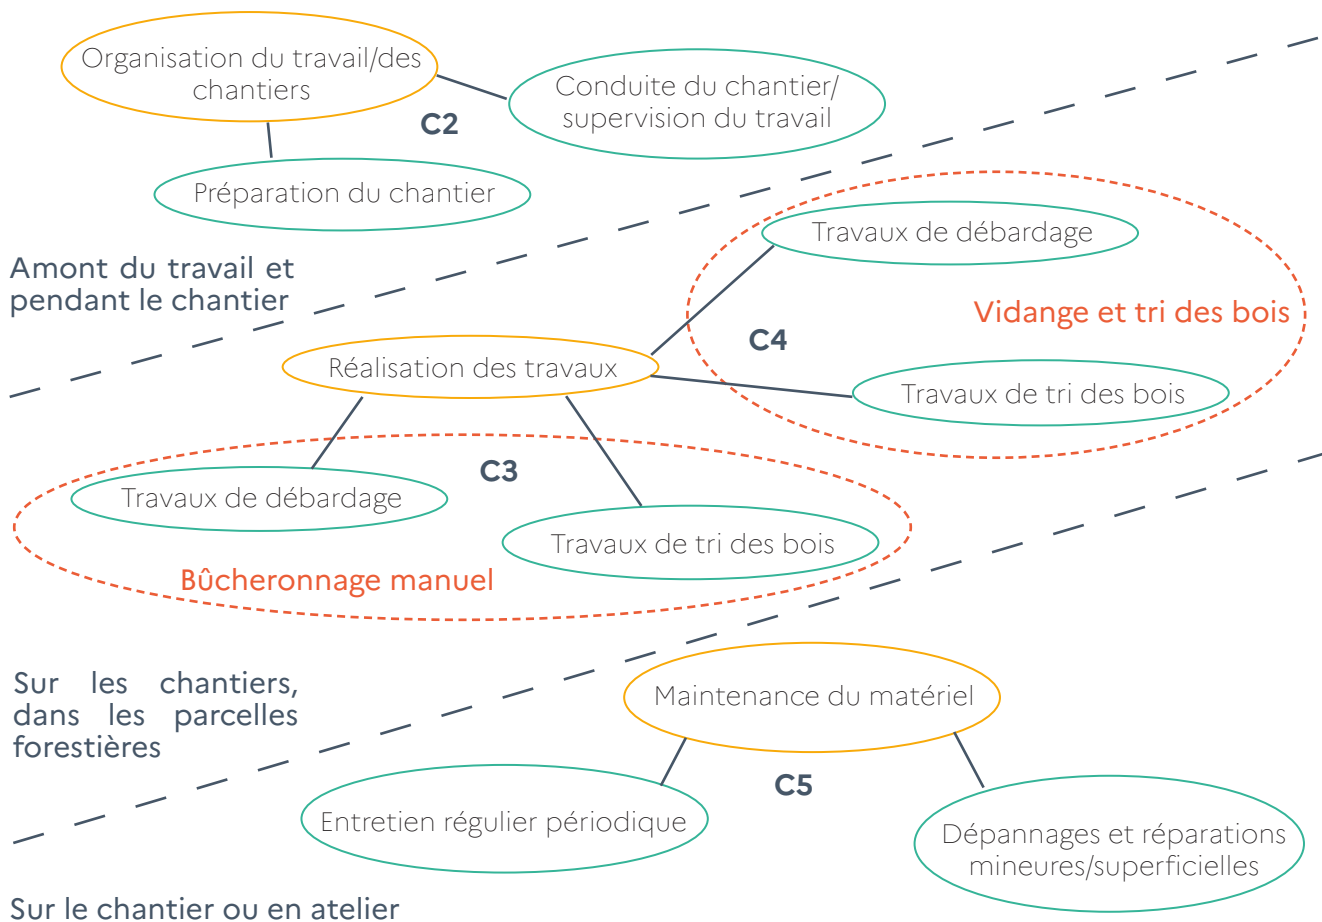 Organisation du travail/des
chantiers
Conduite du chantier/
supervision du travail
C2
Préparation du chantier
Amont du travail et
pendant le chantier
Travaux de débardage
Vidange et tri des bois
C4
Réalisation des travaux
Travaux de tri des bois
C3
Travaux de débardage
Travaux de tri des bois
Bûcheronnage manuel
Sur les chantiers,
dans les parcelles
forestières
Maintenance du matériel
C5
Entretien régulier périodique
Dépannages et réparations
mineures/superficielles
Sur le chantier ou en atelier